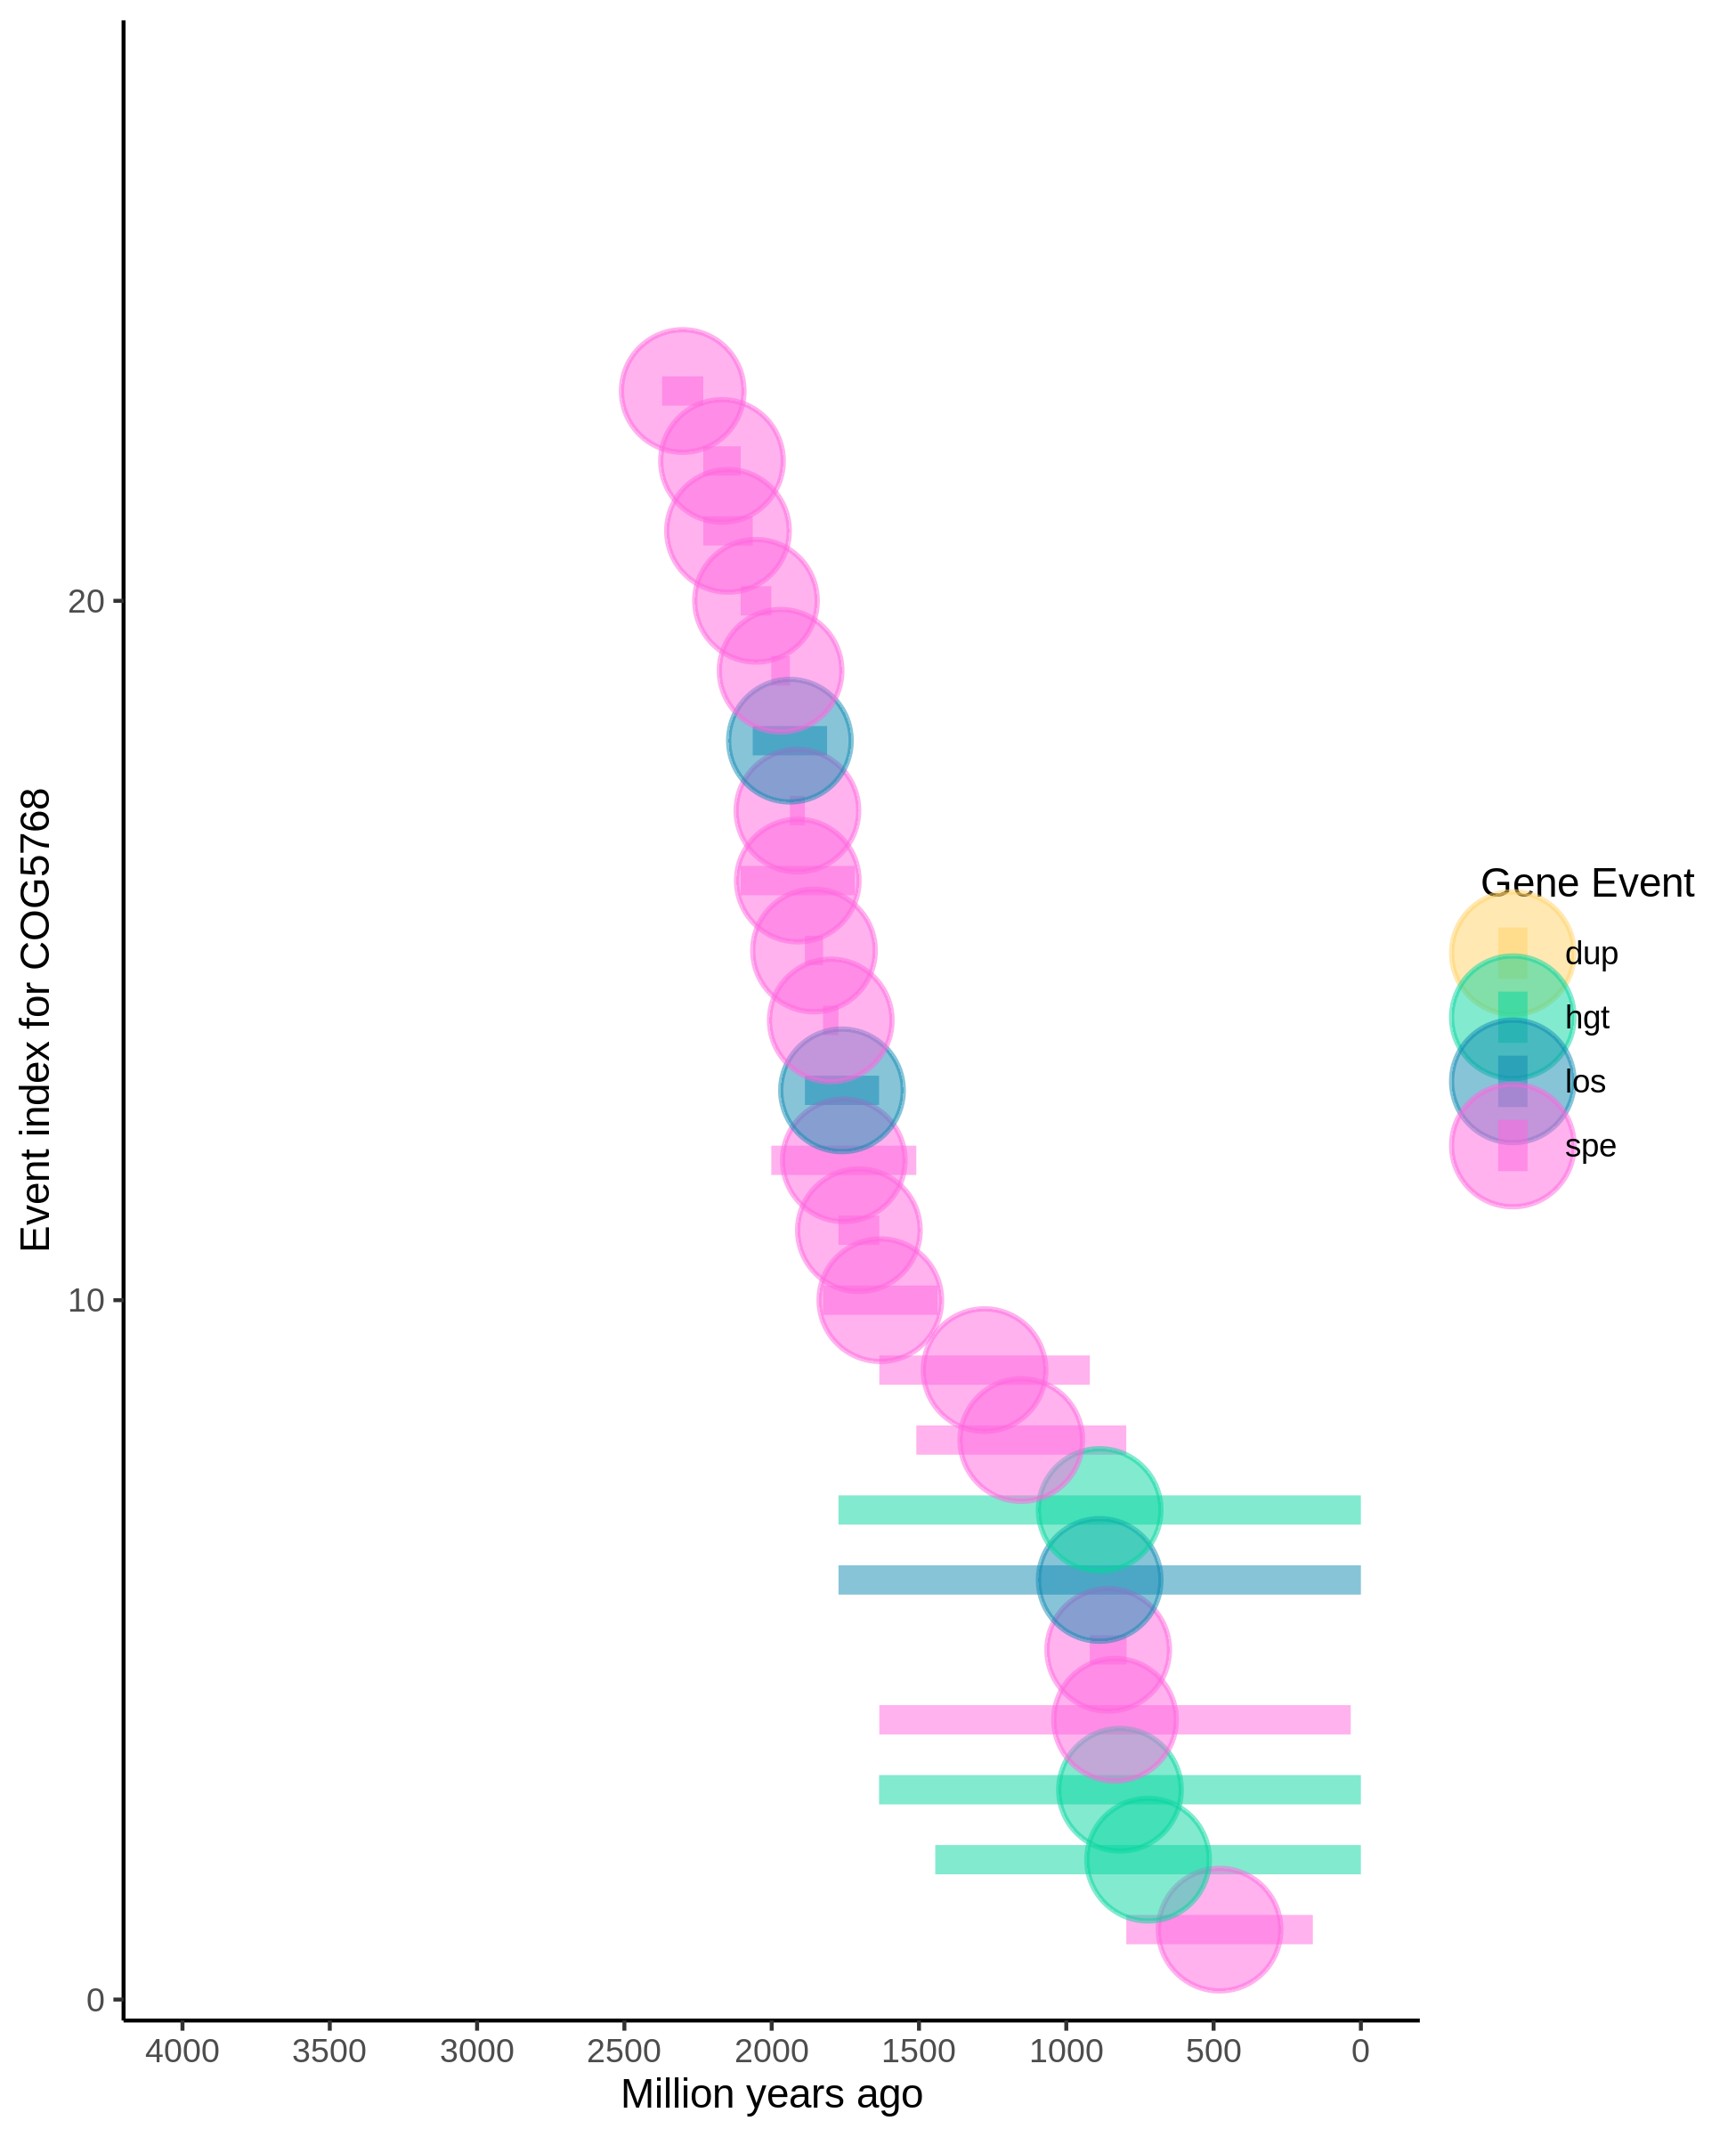 Event index for COG5768
20
10
0
4000 3500 3000 2500 2000 1500 1000 500 0
Million years ago
Gene Event
dup
hgt
los
spe